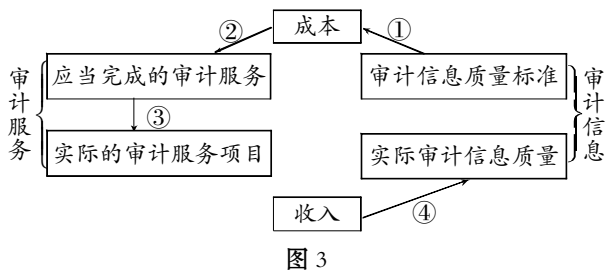 ② 成本 ①
审计服务 应当完成的审计服务 审计信息质量标准 审计信息
③
实际的审计服务项目 实际审计信息质量
收入 ④
图 3